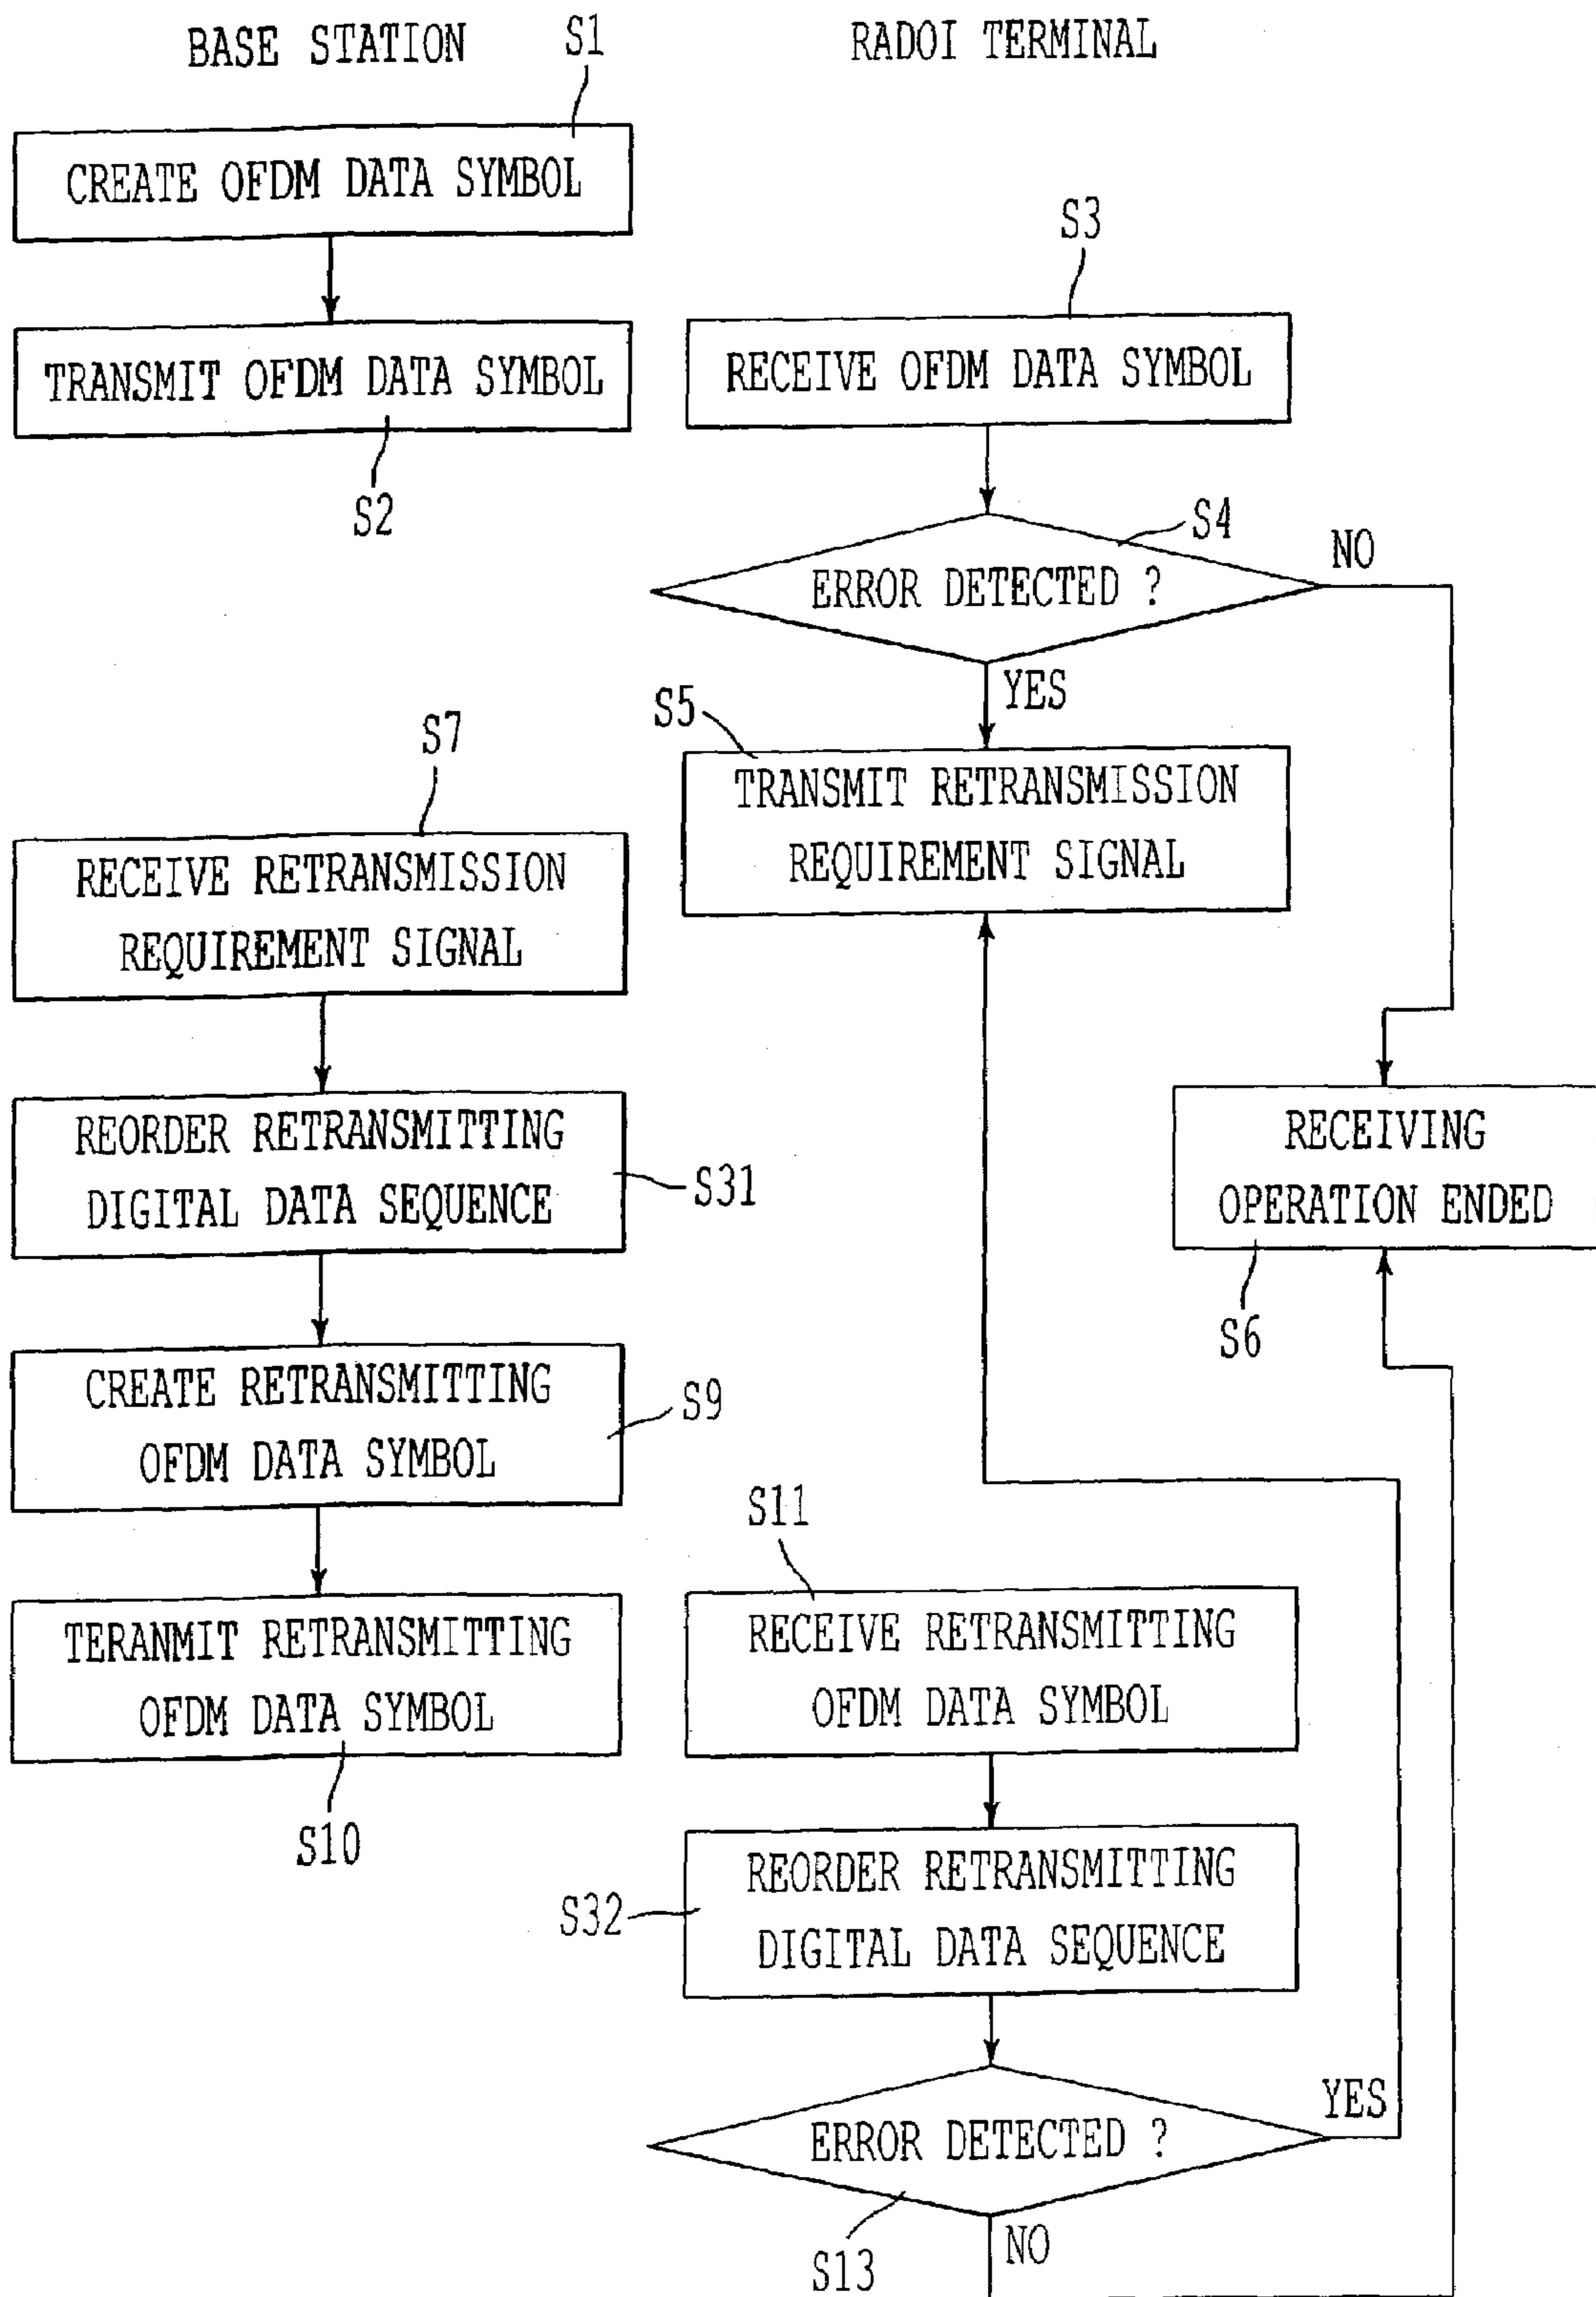 BASE STATION
S1
RADOI TERMINAL
CREATE OFDM DATA SYMBOL
S3
TRANSMIT OFDM DATA SYMBOL
S2
RECEIVE OFDM DATA SYMBOL
S4
NO
ERROR DETECTED ?
YES
S5
TRANSMIT RETRANSMISSION
REQUIREMENT SIGNAL
S7
RECEIVE RETRANSMISSION
REQUIREMENT SIGNAL
REORDER RETRANSMITTING
DIGITAL DATA SEQUENCE
S31
RECEIVING
OPERATION ENDED
S6
CREATE RETRANSMITTING
OFDM DATA SYMBOL
S9
S11
TERANMIT RETRANSMITTING
OFDM DATA SYMBOL
S10
RECEIVE RETRANSMITTING
OFDM DATA SYMBOL
S32
REORDER RETRANSMITTING
DIGITAL DATA SEQUENCE
YES
ERROR DETECTED ?
S13
NO